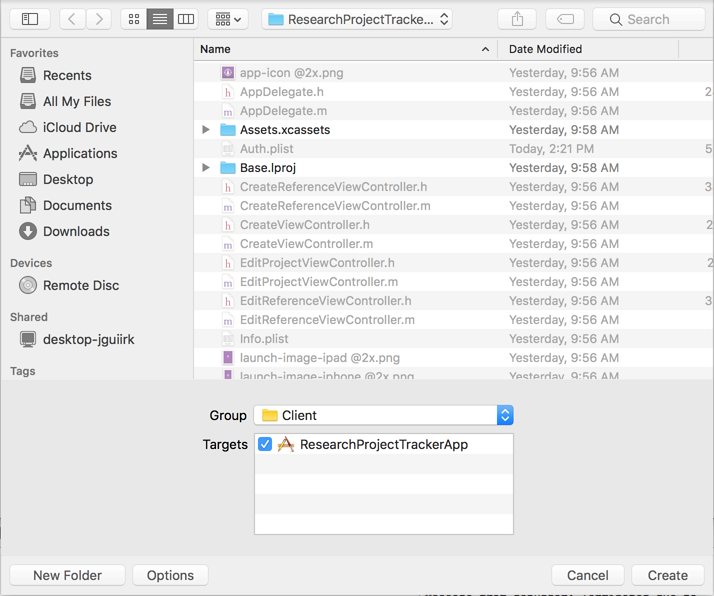 ResearchProjectTracke...
Search
Favorites
Recents
All My Files
iCloud Drive
Applications
Desktop
Documents
Downloads
Devices
Remote Disc
Shared
desktop-jguiirk
Tags
Name Date Modified
app-icon @2x.png Yesterday, 9:56 AM
h AppDelegate.h Yesterday, 9:56 AM 2
m AppDelegate.m Yesterday, 9:56 AM
Assets.xcassets Yesterday, 9:58 AM
Auth.plist Today, 2:21 PM 5
Base.lproj Yesterday, 9:58 AM
h CreateReferenceViewController.h Yesterday, 9:56 AM 3
m CreateReferenceViewController.m Yesterday, 9:56 AM
h CreateViewController.h Yesterday, 9:56 AM 2
m CreateViewController.m Yesterday, 9:56 AM
h EditProjectViewController.h Yesterday, 9:56 AM 2
m EditProjectViewController.m Yesterday, 9:56 AM
h EditReferenceViewController.h Yesterday, 9:56 AM 3
m EditReferenceViewController.m Yesterday, 9:56 AM
Info.plist Yesterday, 9:56 AM
launch-image-ipad @2x.png Yesterday, 9:56 AM
launch-image-iphone @2x.png Yesterday, 9:56 AM
Group Client
Targets ResearchProjectTrackerApp
New Folder Options Cancel Create